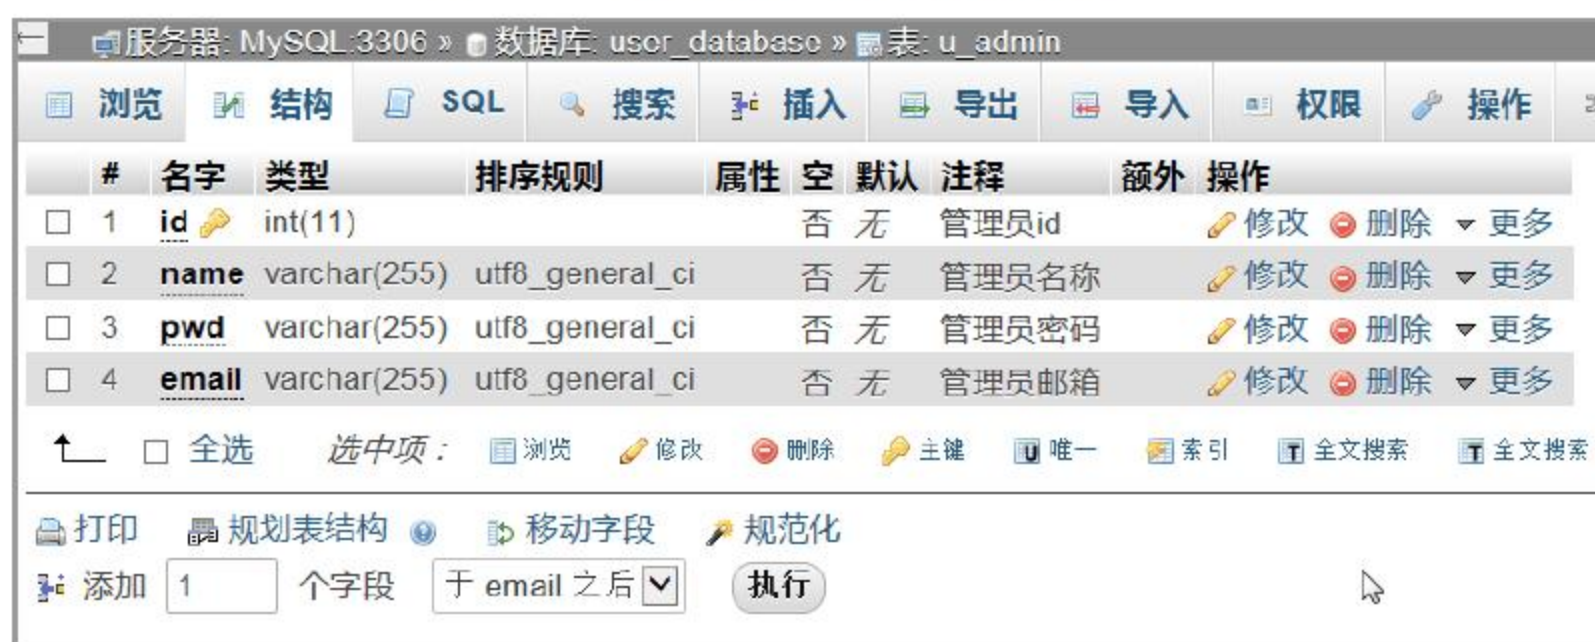 服务器: MySQL:3306 » 数据库: user_database » 表: u_admin
浏览 结构 SQL 搜索 插入 导出 导入 权限 操作
# 名字 类型 排序规则 属性 空 默认 注释 额外 操作
1 id int(11) 否 无 管理员id 修改 删除 更多
2 name varchar(255) utf8_general_ci 否 无 管理员名称 修改 删除 更多
3 pwd varchar(255) utf8_general_ci 否 无 管理员密码 修改 删除 更多
4 email varchar(255) utf8_general_ci 否 无 管理员邮箱 修改 删除 更多
全选 选中项： 浏览 修改 删除 主键 唯一 索引 全文搜索 全文搜索
打印 规划表结构 移动字段 规范化
添加 1 个字段 于 email 之后 执行